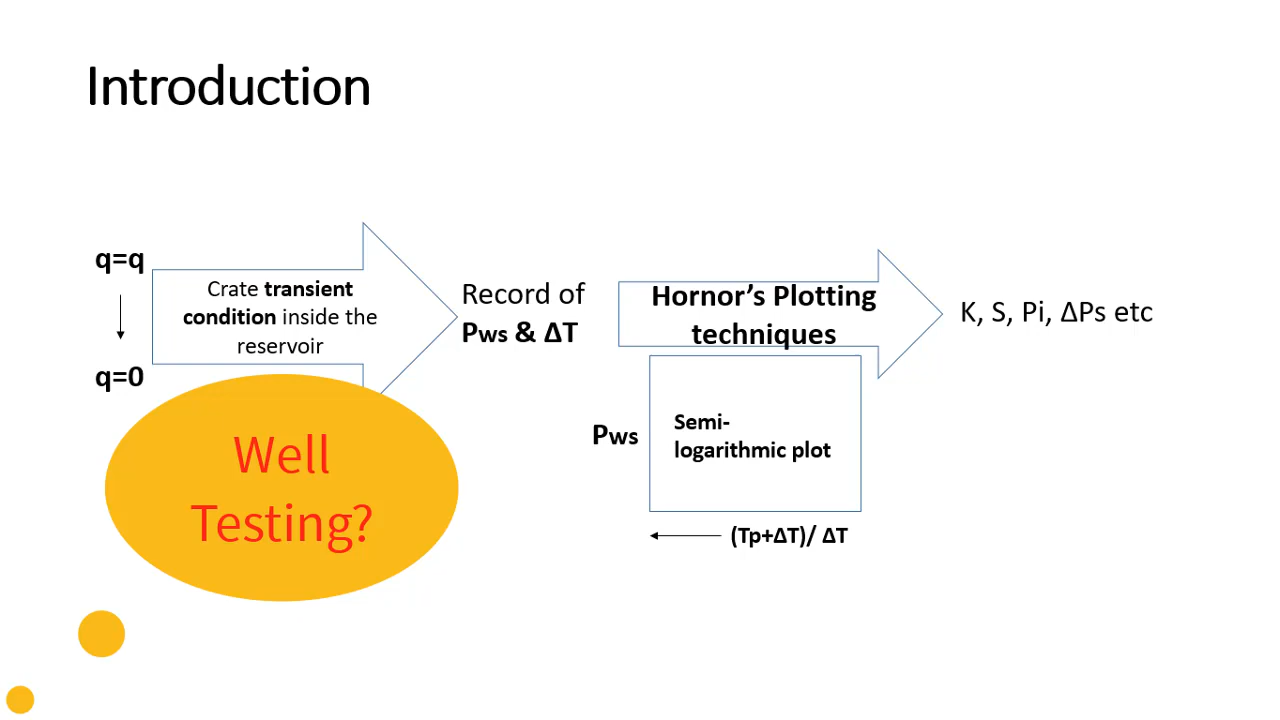 Introduction
q=q
q=0
Crate transient
condition inside the
reservoir
Record of
Pws & ΔT
Hornor’s Plotting
techniques
K, S, Pi, ΔPs etc
Pws
Semi-
logarithmic plot
(Tp+ΔT)/ ΔT
Well
Testing?